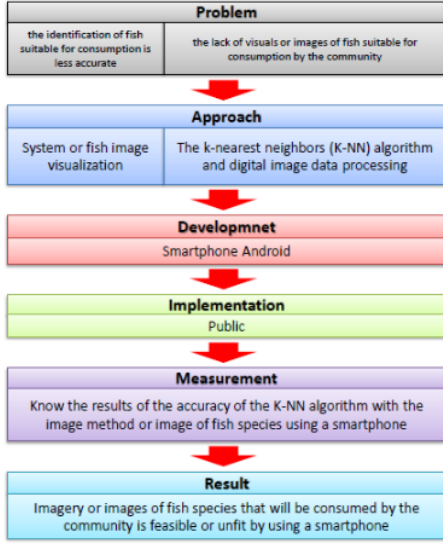 Problem
the identification of fish
suitable for consumption is
less accurate
the lack of visuals or images of fish suitable for
consumption by the community
Approach
System or fish image
visualization
The k-nearest neighbors (K-NN) algorithm
and digital image data processing
Developmnet
Smartphone Android
Implementation
Public
Measurement
Know the results of the accuracy of the K-NN algorithm with the
image method or image of fish species using a smartphone
Result
Imagery or images of fish species that will be consumed by the
community is feasible or unfit by using a smartphone